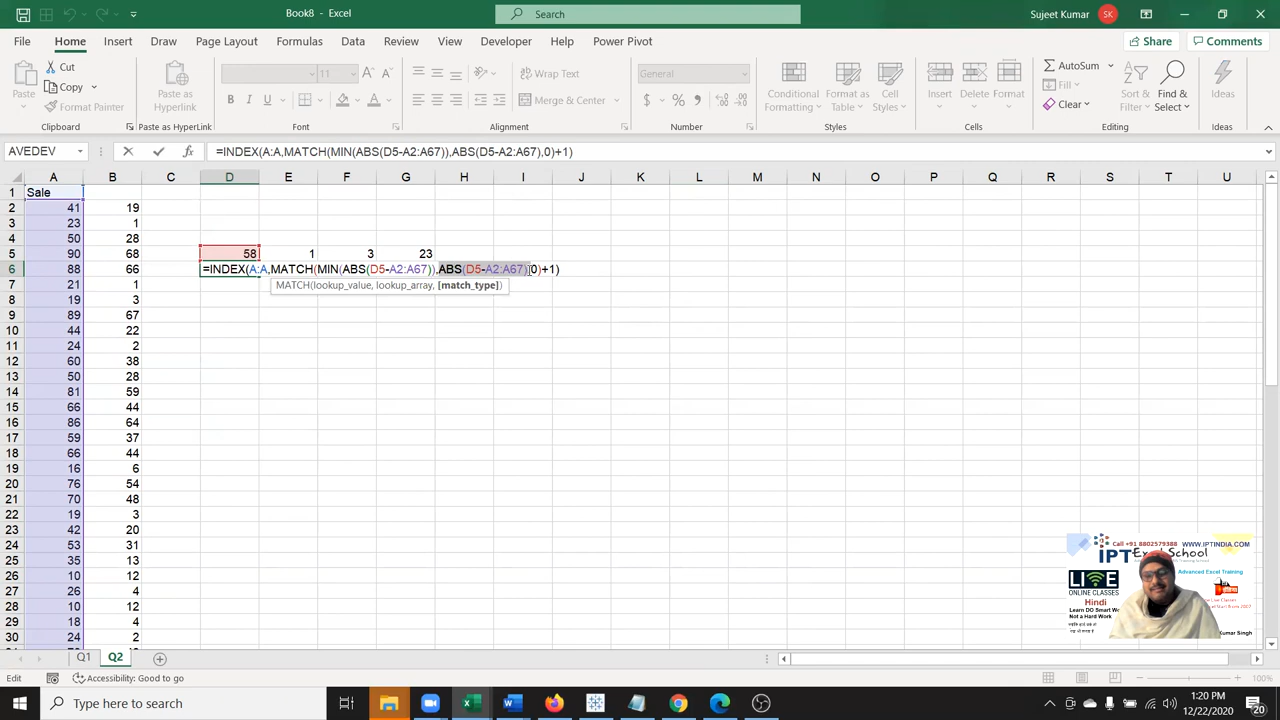 Book8 - Excel
Search
Sujeet Kumar
SK
File Home Insert Draw Page Layout Formulas Data Review View Developer Help Power Pivot
Share
Comments
Paste
Cut
Copy
Format Painter
Clipboard
Paste as Hyperlink
Paste as HyperLink
11
B I U
Font
Wrap Text
Merge & Center
Alignment
General
$ % ,
Number
Conditional Formatting
Format as Table
Cell Styles
Styles
Insert
Delete
Format
Cells
AutoSum
Fill
Clear
Sort & Filter
Find & Select
Editing
Ideas
Ideas
AVEDEV
fx
=INDEX(A:A,MATCH(MIN(ABS(D5-A2:A67)),ABS(D5-A2:A67),0)+1)
A B C D E F G H I J K L M N O P Q R S T U
1 Sale
2 41 19
3 23 1
4 50 28
5 90 68 58 1 3 23
6 88 66 =INDEX(A:A,MATCH(MIN(ABS(D5-A2:A67)),ABS(D5-A2:A67),0)+1)
7 21 1 MATCH(lookup_value, lookup_array, [match_type])
8 19 3
9 89 67
10 44 22
11 24 2
12 60 38
13 50 28
14 81 59
15 66 44
16 86 64
17 59 37
18 66 44
19 16 6
20 76 54
21 70 48
22 19 3
23 42 20
24 53 31
25 35 13
26 10 12
27 26 4
28 10 12
29 18 4
30 24 2
Call +91 8802579388 WWW.IPTINDIA.COM
IPT Excel School
Advanced Excel Training
LIVE
ONLINE CLASSES
Hindi
Learn DO Smart
Not a Hard Work
Kumar Singh
Q1 Q2
Edit
Accessibility: Good to go
100%
Type here to search
1:20 PM
12/22/2020
20